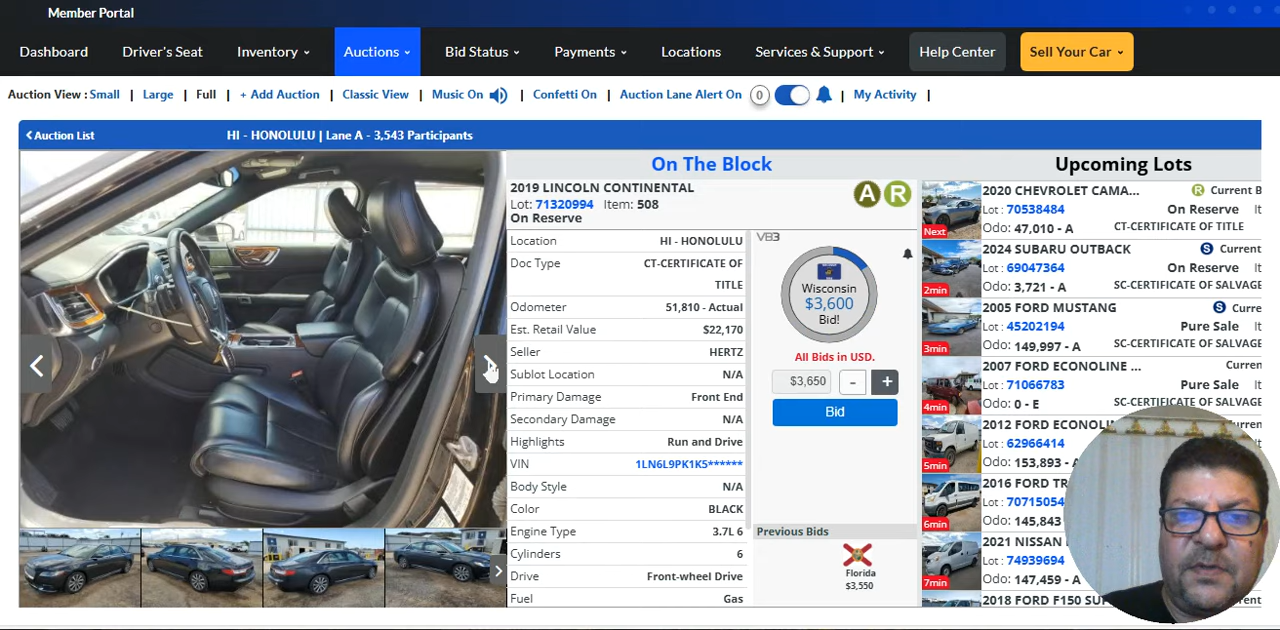 Member Portal
Dashboard Driver's Seat Inventory Auctions Bid Status Payments Locations Services & Support Help Center Sell Your Car
Auction View : Small | Large | Full | + Add Auction | Classic View | Music On | Confetti On | Auction Lane Alert On 0 | My Activity |
Auction List HI - HONOLULU | Lane A - 3,543 Participants
On The Block
2019 LINCOLN CONTINENTAL
Lot: 71320994 Item: 508
On Reserve
A R
Location HI - HONOLULU
Doc Type CT-CERTIFICATE OF
TITLE
Odometer 51,810 - Actual
Est. Retail Value $22,170
Seller HERTZ
Sublot Location N/A
Primary Damage Front End
Secondary Damage N/A
Highlights Run and Drive
VIN 1LN6L9PK1K5******
Body Style N/A
Color BLACK
Engine Type 3.7L 6
Cylinders 6
Drive Front-wheel Drive
Fuel Gas
VB3
Wisconsin
$3,600
Bid!
All Bids in USD.
$3,650 - +
Bid
Previous Bids
Florida
$3,550
Upcoming Lots
2020 CHEVROLET CAMA... R Current B
Lot : 70538484 On Reserve It
Next Odo: 47,010 - A CT-CERTIFICATE OF TITLE
2024 SUBARU OUTBACK S Current
Lot : 69047364 On Reserve It
2min Odo: 3,721 - A SC-CERTIFICATE OF SALVAGE
2005 FORD MUSTANG S Curre
Lot : 45202194 Pure Sale It
3min Odo: 149,997 - A SC-CERTIFICATE OF SALVAGE
2007 FORD ECONOLINE ... Curren
Lot : 71066783 Pure Sale It
4min Odo: 0 - E SC-CERTIFICATE OF SALVAGE
2012 FORD ECONOLI
Lot : 62966414
5min Odo: 153,893 - A
2016 FORD TR
Lot : 70715054
6min Odo: 145,843
2021 NISSAN
Lot : 74939694
7min Odo: 147,459 - A
2018 FORD F150 SUP